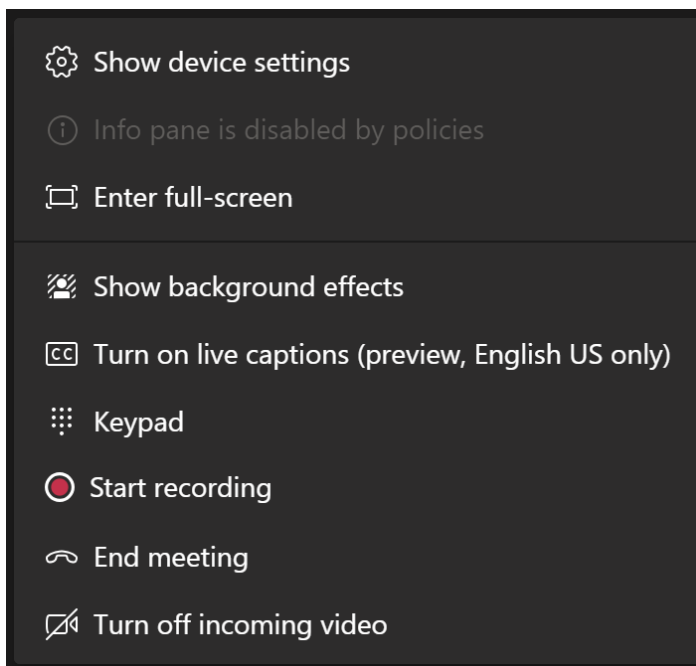 Show device settings
Info pane is disabled by policies
Enter full-screen
Show background effects
CC Turn on live captions (preview, English US only)
Keypad
Start recording
End meeting
Turn off incoming video